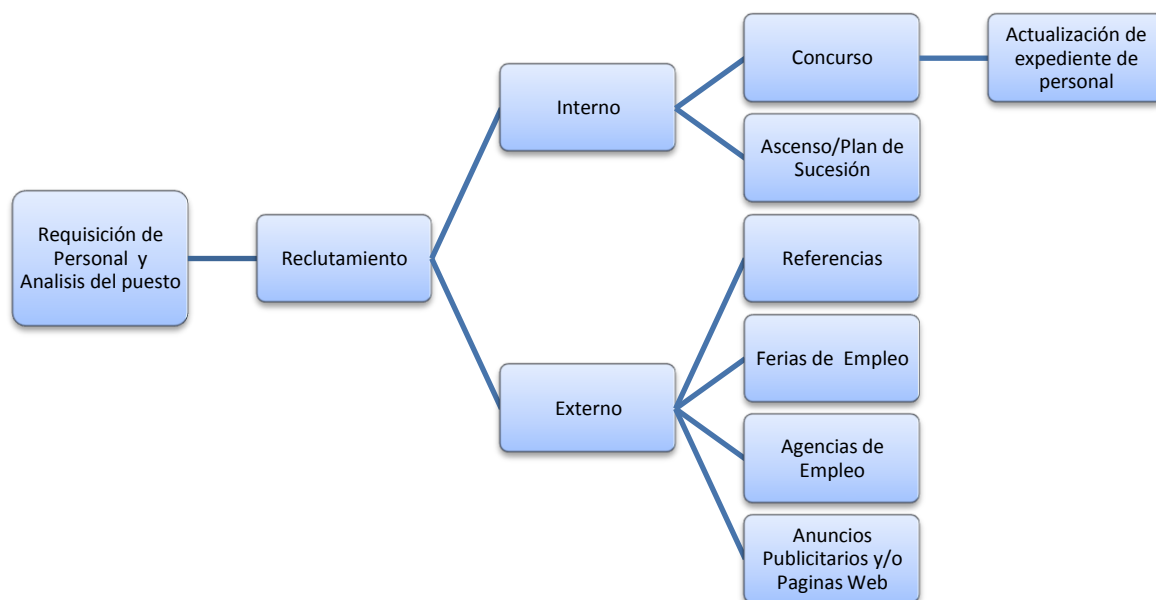 Requisición de
Personal y
Analisis del puesto
Reclutamiento
Interno
Concurso
Actualización de
expediente de
personal
Ascenso/Plan de
Sucesión
Externo
Referencias
Ferias de Empleo
Agencias de
Empleo
Anuncios
Publicitarios y/o
Paginas Web